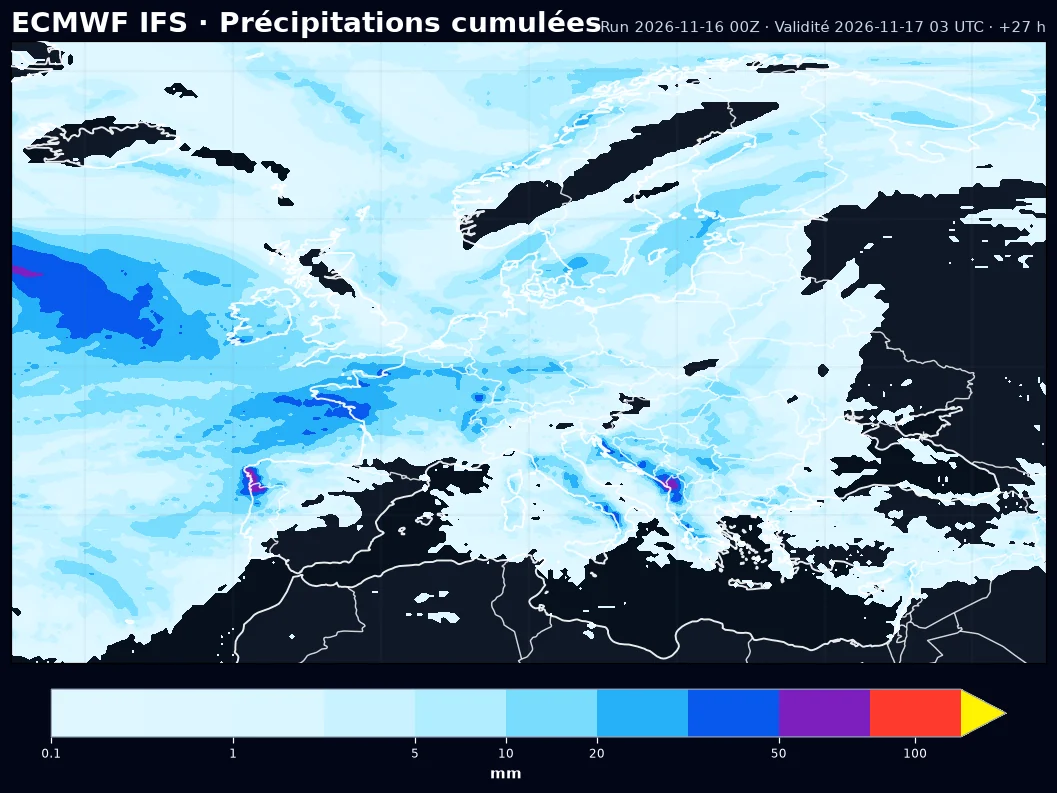 ECMWF IFS · Précipitations cumulées
Run 2026-11-16 00Z · Validité 2026-11-17 03 UTC · +27 h
0.1 1 5 10 20 50 100
mm